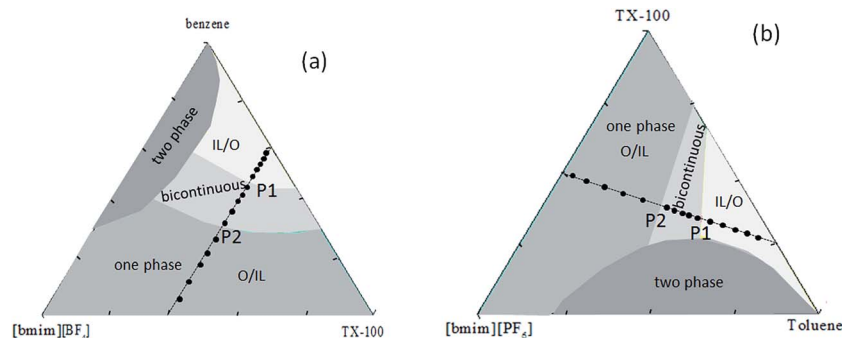 benzene
(a)
two phase
IL/O
bicontinuous
P1
P2
one phase
O/IL
[bmim][BF₄]
TX-100
TX-100
(b)
one phase
O/IL
bicontinuous
IL/O
P2
P1
two phase
[bmim][PF₆]
Toluene